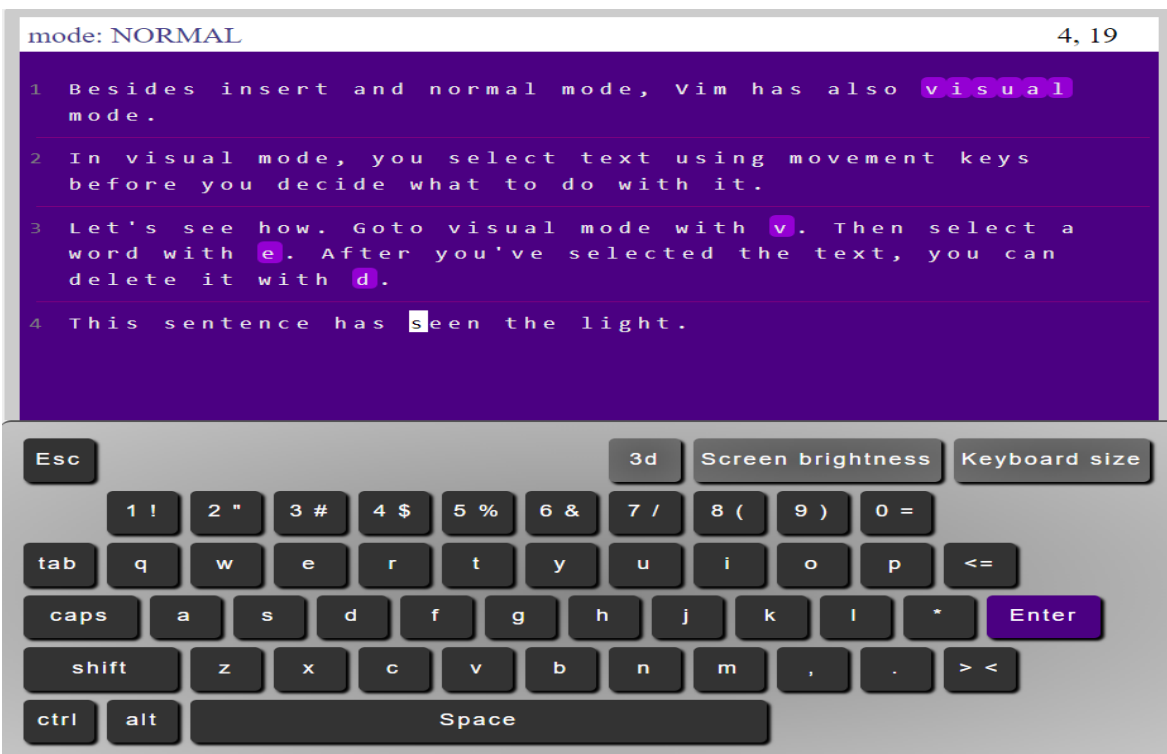 mode: NORMAL 4, 19
1 Besides insert and normal mode, Vim has also visual
mode.
2 In visual mode, you select text using movement keys
before you decide what to do with it.
3 Let's see how. Goto visual mode with v. Then select a
word with e. After you've selected the text, you can
delete it with d.
4 This sentence has seen the light.
Esc 3d Screen brightness Keyboard size
1 ! 2 " 3 # 4 $ 5 % 6 & 7 / 8 ( 9 ) 0 =
tab q w e r t y u i o p <=
caps a s d f g h j k l * Enter
shift z x c v b n m , . > <
ctrl alt Space